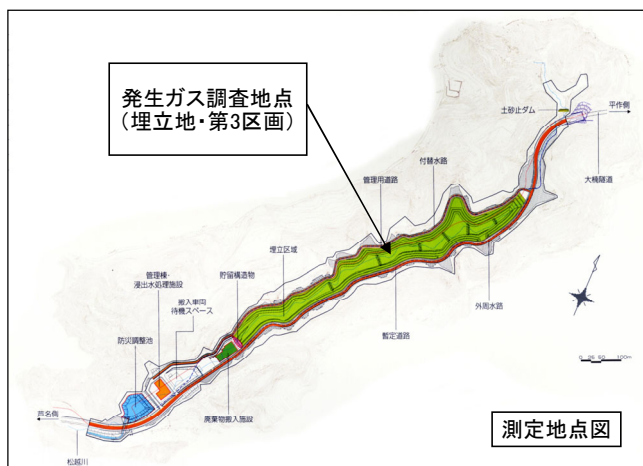 発生ガス調査地点
(埋立地・第3区画)
土砂止ダム
平作側
大楠隧道
付替水路
管理用道路
埋立区域
貯留構造物
管理棟・
浸出水処理施設
搬入車両
待機スペース
防災調整池
外周水路
暫定道路
廃棄物搬入施設
芦名側
松越川
100m
測定地点図